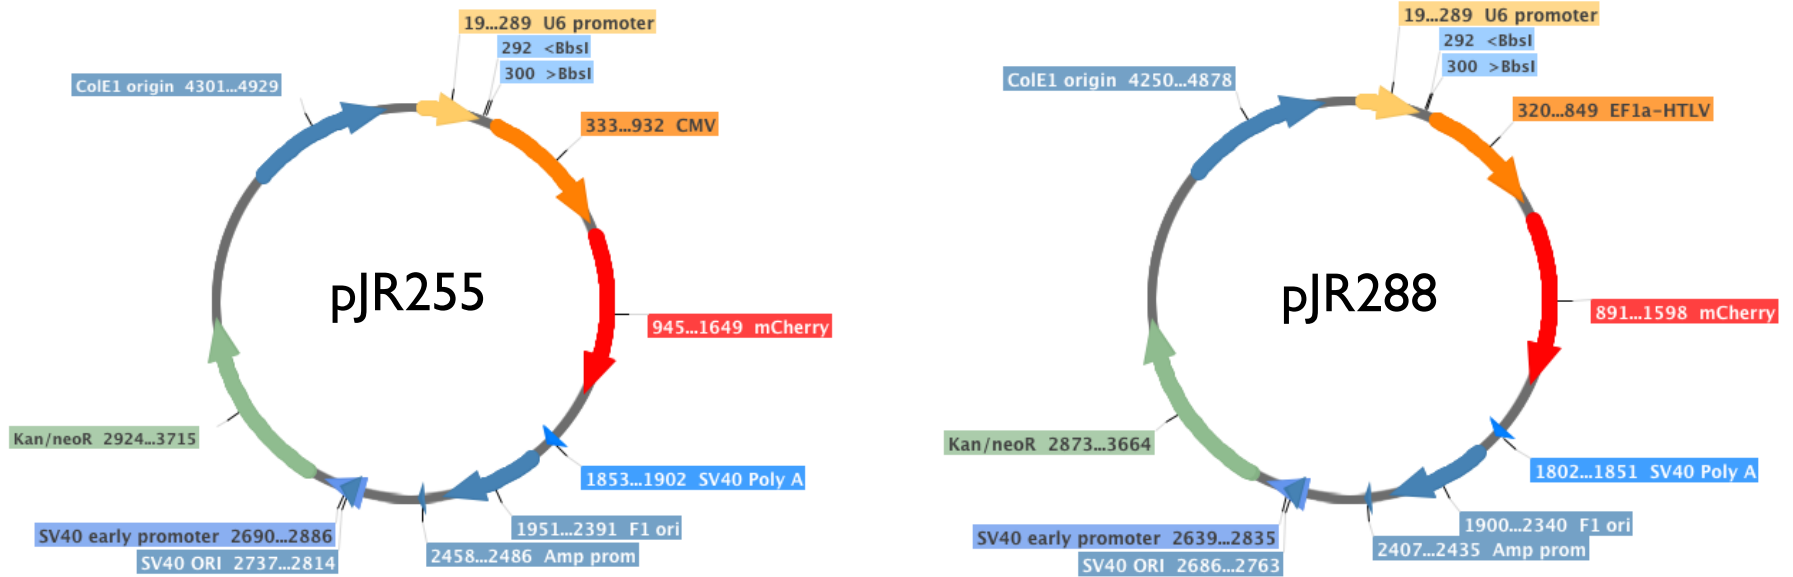 19...289 U6 promoter
292 <BbsI
300 >BbsI
ColE1 origin 4301...4929
333...932 CMV
pJR255
945...1649 mCherry
Kan/neoR 2924...3715
1853...1902 SV40 Poly A
1951...2391 F1 ori
SV40 early promoter 2690...2886
2458...2486 Amp prom
SV40 ORI 2737...2814
19...289 U6 promoter
292 <BbsI
300 >BbsI
ColE1 origin 4250...4878
320...849 EF1a-HTLV
pJR288
891...1598 mCherry
Kan/neoR 2873...3664
1802...1851 SV40 Poly A
1900...2340 F1 ori
SV40 early promoter 2639...2835
2407...2435 Amp prom
SV40 ORI 2686...2763